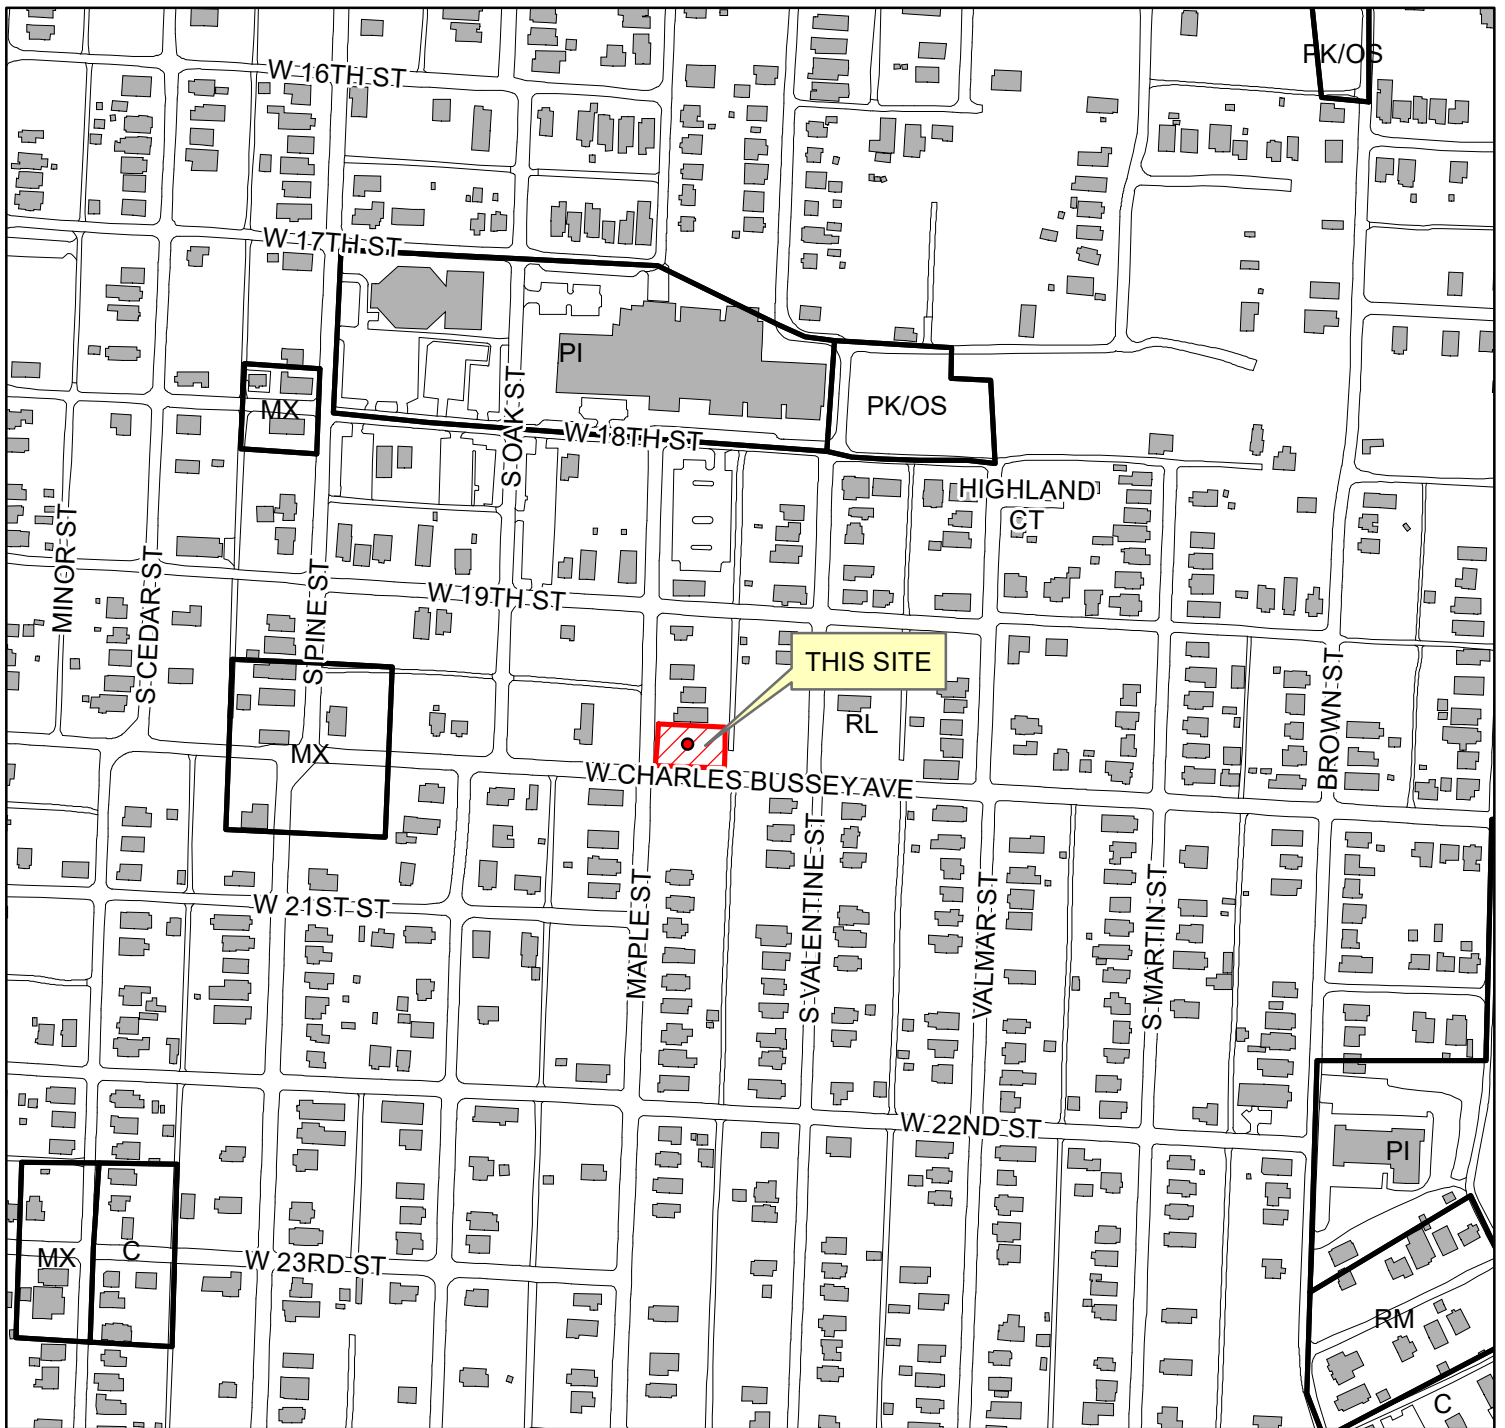 PK/OS
W 16TH ST
W 17TH ST
PI
PK/OS
MX
W 18TH ST
S OAK ST
HIGHLAND
CT
MINOR ST
S CEDAR ST
S PINE ST
W 19TH ST
THIS SITE
RL
BROWN ST
MX
W CHARLES BUSSEY AVE
S VALENTINE ST
W 21ST ST
MAPLE ST
VALMAR ST
S MARTIN ST
W 22ND ST
PI
MX
C
W 23RD ST
RM
C